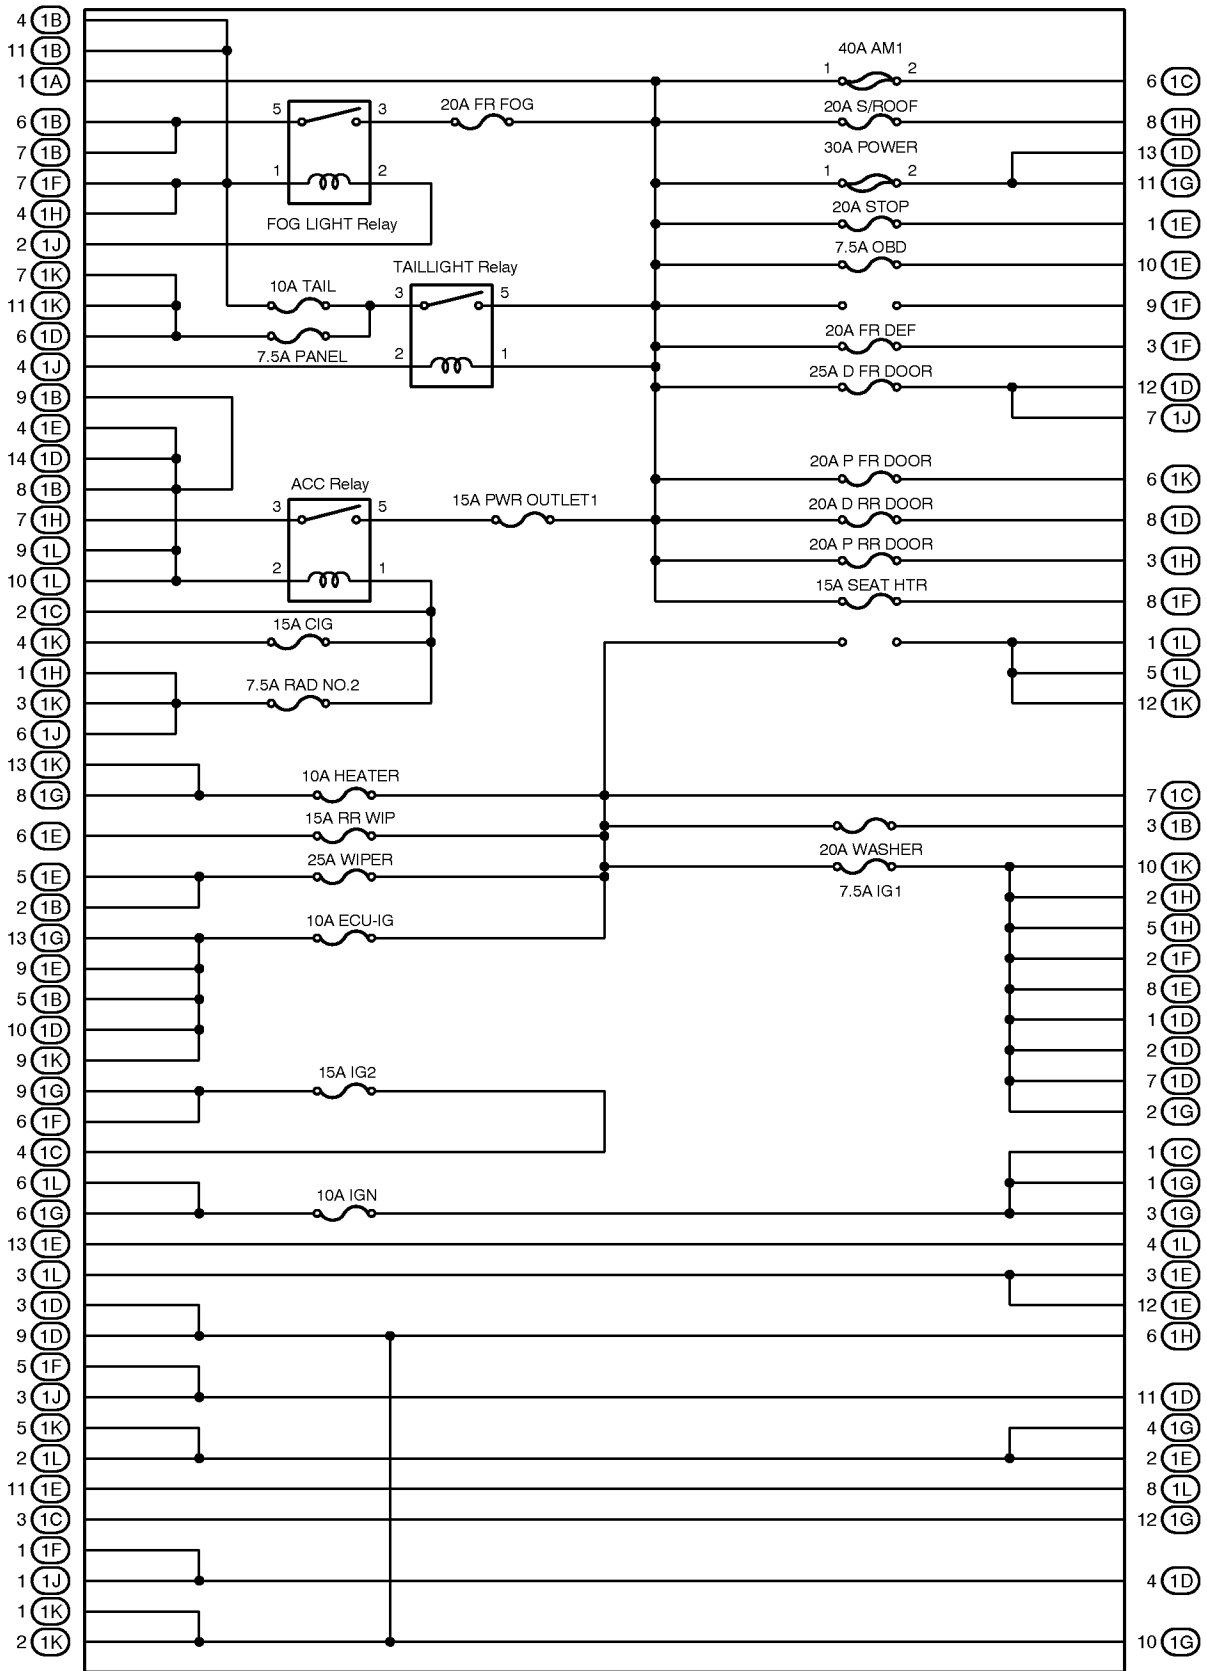 4 1B
11 1B
40A AM1
1 1A
1 2
6 1C
5 3
20A FR FOG
20A S/ROOF
6 1B
8 1H
7 1B
30A POWER
13 1D
7 1F
1 2
1 2
11 1G
4 1H
FOG LIGHT Relay
20A STOP
1 1E
2 1J
7.5A OBD
7 1K
TAILLIGHT Relay
10 1E
10A TAIL
3 5
11 1K
9 1F
6 1D
20A FR DEF
7.5A PANEL
2 1
3 1F
4 1J
25A D FR DOOR
12 1D
9 1B
7 1J
4 1E
14 1D
20A P FR DOOR
6 1K
8 1B
ACC Relay
15A PWR OUTLET1
20A D RR DOOR
3 5
7 1H
8 1D
9 1L
20A P RR DOOR
3 1H
10 1L
2 1
15A SEAT HTR
2 1C
8 1F
15A CIG
4 1K
1 1L
1 1H
5 1L
7.5A RAD NO.2
3 1K
12 1K
6 1J
13 1K
10A HEATER
8 1G
7 1C
15A RR WIP
3 1B
6 1E
20A WASHER
25A WIPER
10 1K
5 1E
7.5A IG1
2 1H
2 1B
10A ECU-IG
5 1H
13 1G
2 1F
9 1E
8 1E
5 1B
1 1D
10 1D
2 1D
9 1K
15A IG2
7 1D
9 1G
2 1G
6 1F
4 1C
1 1C
6 1L
1 1G
10A IGN
6 1G
3 1G
13 1E
4 1L
3 1L
3 1E
3 1D
12 1E
9 1D
6 1H
5 1F
3 1J
11 1D
5 1K
4 1G
2 1L
2 1E
11 1E
8 1L
3 1C
12 1G
1 1F
1 1J
4 1D
1 1K
2 1K
10 1G